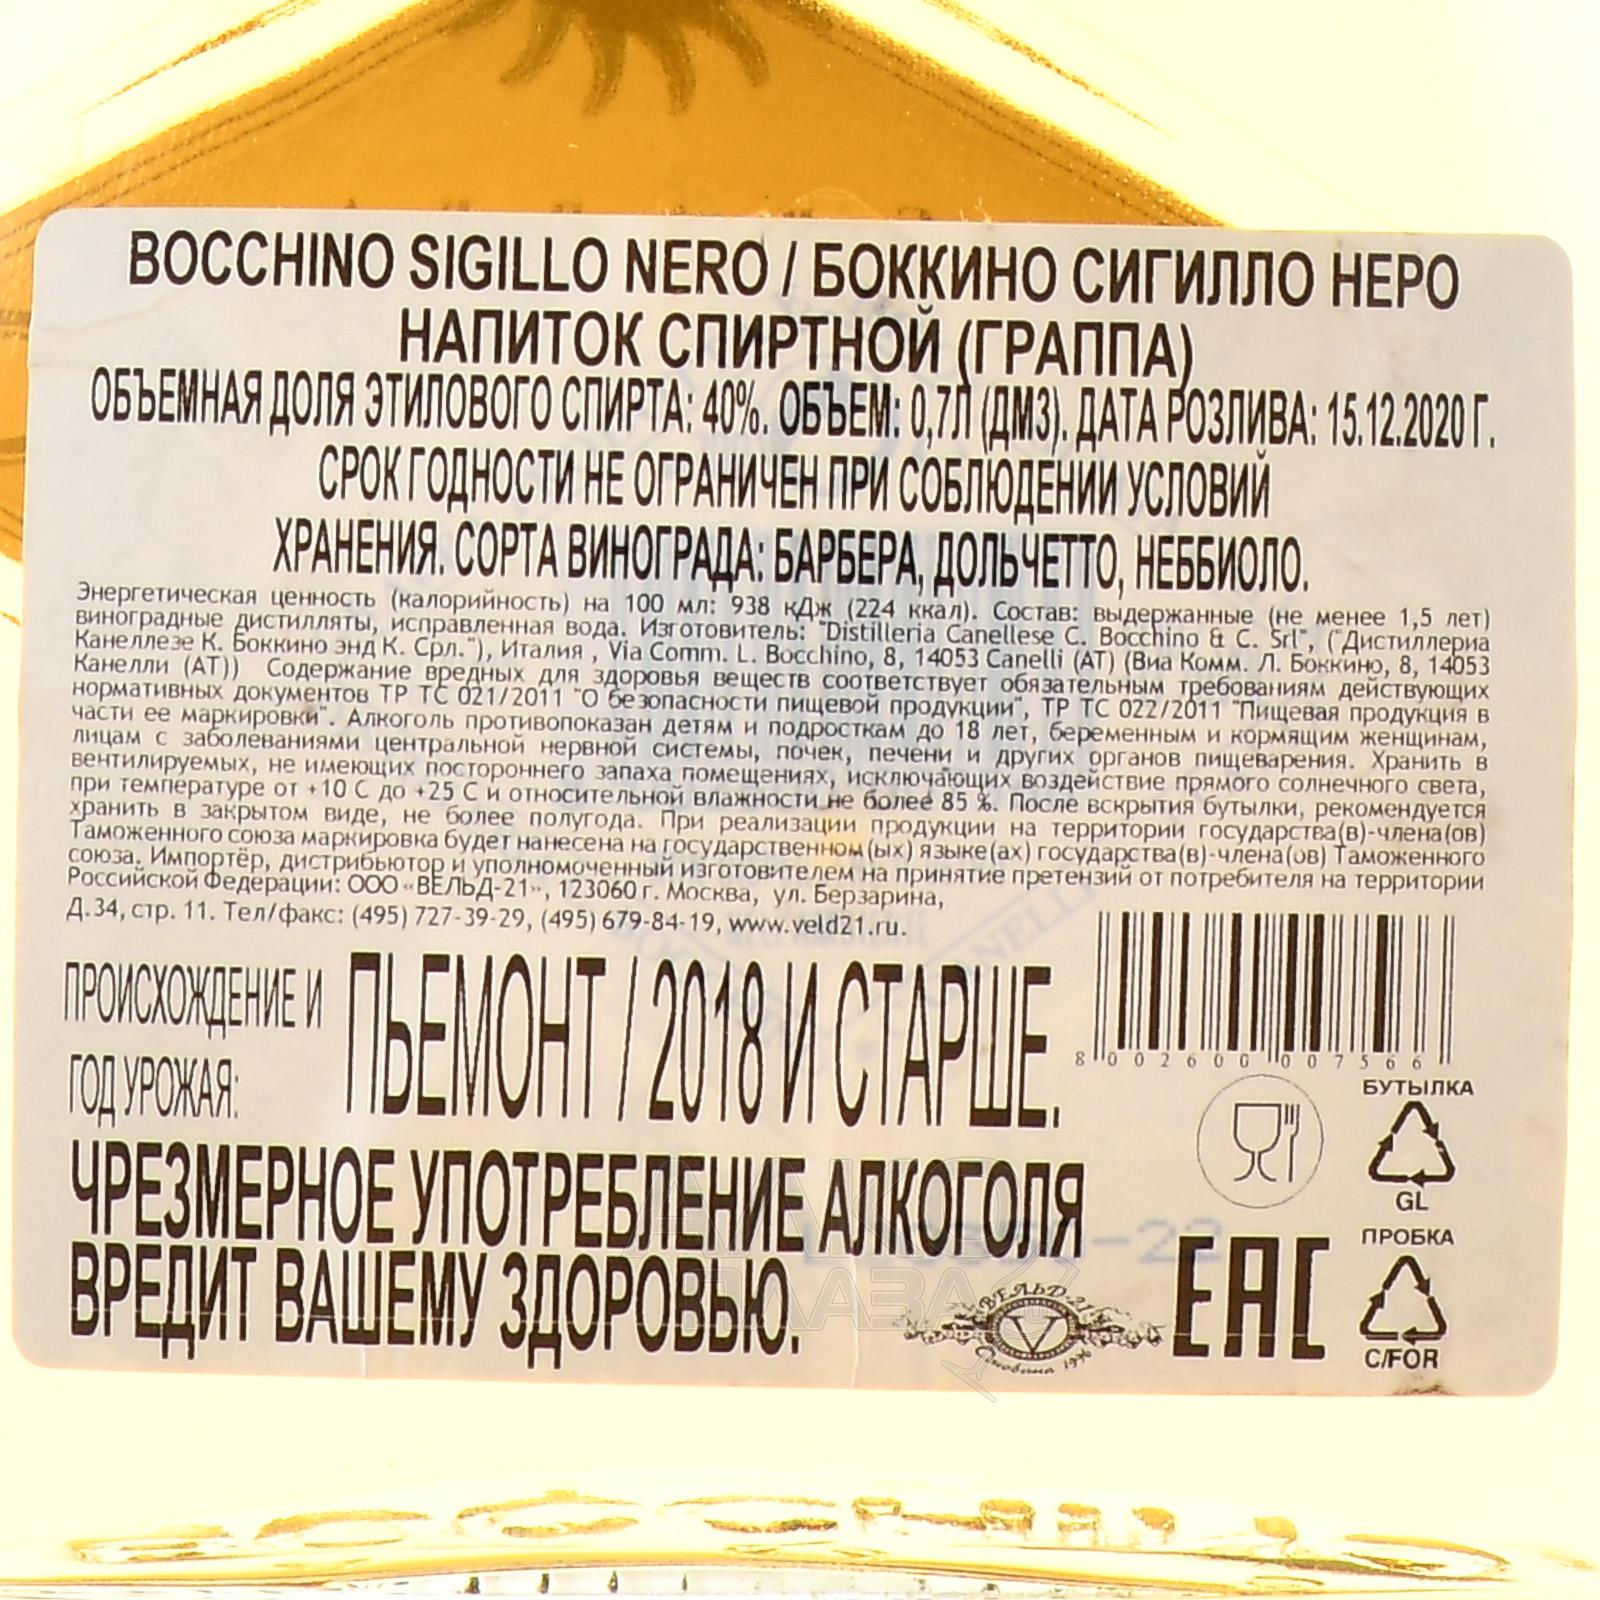 BOCCHINO SIGILLO NERO / БОККИНО СИГИЛЛО НЕРО
НАПИТОК СПИРТНОЙ (ГРАППА)
ОБЪЕМНАЯ ДОЛЯ ЭТИЛОВОГО СПИРТА: 40%. ОБЪЕМ: 0,7Л (ДМ3). ДАТА РОЗЛИВА: 15.12.2020 Г.
СРОК ГОДНОСТИ НЕ ОГРАНИЧЕН ПРИ СОБЛЮДЕНИИ УСЛОВИЙ
ХРАНЕНИЯ. СОРТА ВИНОГРАДА: БАРБЕРА, ДОЛЬЧЕТТО, НЕББИОЛО.
Энергетическая ценность (калорийность) на 100 мл: 938 кДж (224 ккал). Состав: выдержанные (не менее 1,5 лет)
виноградные дистилляты, исправленная вода. Изготовитель: "Distilleria Canellese C. Bocchino & C. Srl", ("Дистиллериа
Канеллезе К. Боккино энд К. Срл."), Италия , Via Comm. L. Bocchino, 8, 14053 Canelli (AT) (Виа Комм. Л. Боккино, 8, 14053
Канелли (АТ)) Содержание вредных для здоровья веществ соответствует обязательным требованиям действующих
нормативных документов ТР ТС 021/2011 "О безопасности пищевой продукции", ТР ТС 022/2011 "Пищевая продукция в
части ее маркировки". Алкоголь противопоказан детям и подросткам до 18 лет, беременным и кормящим женщинам,
лицам с заболеваниями центральной нервной системы, почек, печени и других органов пищеварения. Хранить в
вентилируемых, не имеющих постороннего запаха помещениях, исключающих воздействие прямого солнечного света,
при температуре от +10 С до +25 С и относительной влажности не более 85 %. После вскрытия бутылки, рекомендуется
хранить в закрытом виде, не более полугода. При реализации продукции на территории государства(в)-члена(ов)
Таможенного союза маркировка будет нанесена на государственном(ых) языке(ах) государства(в)-члена(ов) Таможенного
союза. Импортёр, дистрибьютор и уполномоченный изготовителем на принятие претензий от потребителя на территории
Российской Федерации: ООО «ВЕЛЬД-21», 123060 г. Москва, ул. Берзарина,
Д.34, стр. 11. Тел/факс: (495) 727-39-29, (495) 679-84-19, www.veld21.ru.
ПРОИСХОЖДЕНИЕ И
ГОД УРОЖАЯ:
ПЬЕМОНТ / 2018 И СТАРШЕ.
8 002600 007566
БУТЫЛКА
GL
ПРОБКА
C/FOR
ЧРЕЗМЕРНОЕ УПОТРЕБЛЕНИЕ АЛКОГОЛЯ
ВРЕДИТ ВАШЕМУ ЗДОРОВЬЮ.
ВЕЛЬД-21
V
Основана 1996
EAC